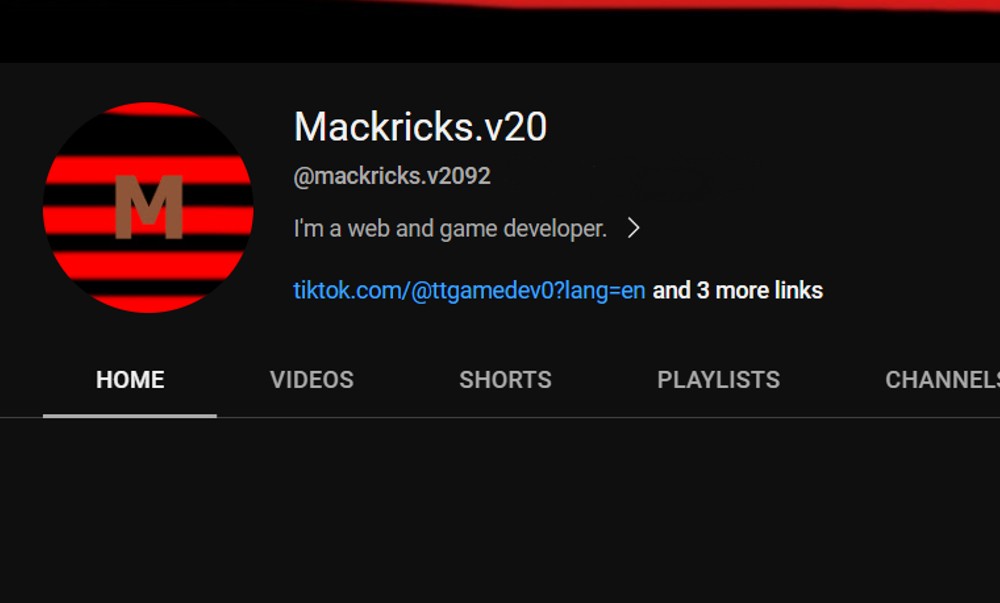 M
Mackricks.v20
@mackricks.v2092
I'm a web and game developer.
tiktok.com/@ttgamedev0?lang=en and 3 more links
HOME VIDEOS SHORTS PLAYLISTS CHANNELS